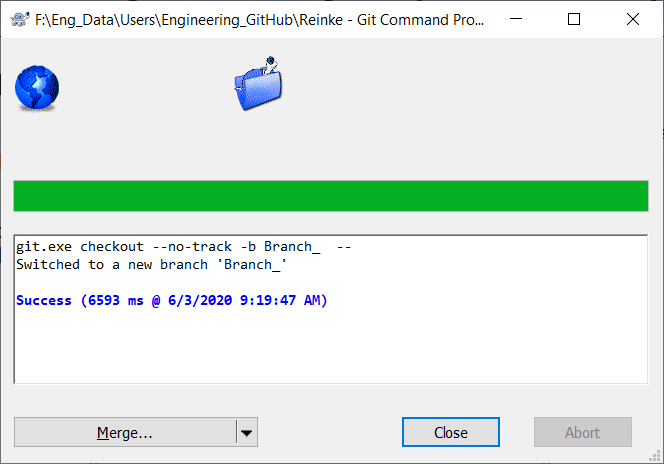 F:\Eng_Data\Users\Engineering_GitHub\Reinke - Git Command Pro...
git.exe checkout --no-track -b Branch_  --
Switched to a new branch 'Branch_'
Success (6593 ms @ 6/3/2020 9:19:47 AM)
Merge... Close Abort